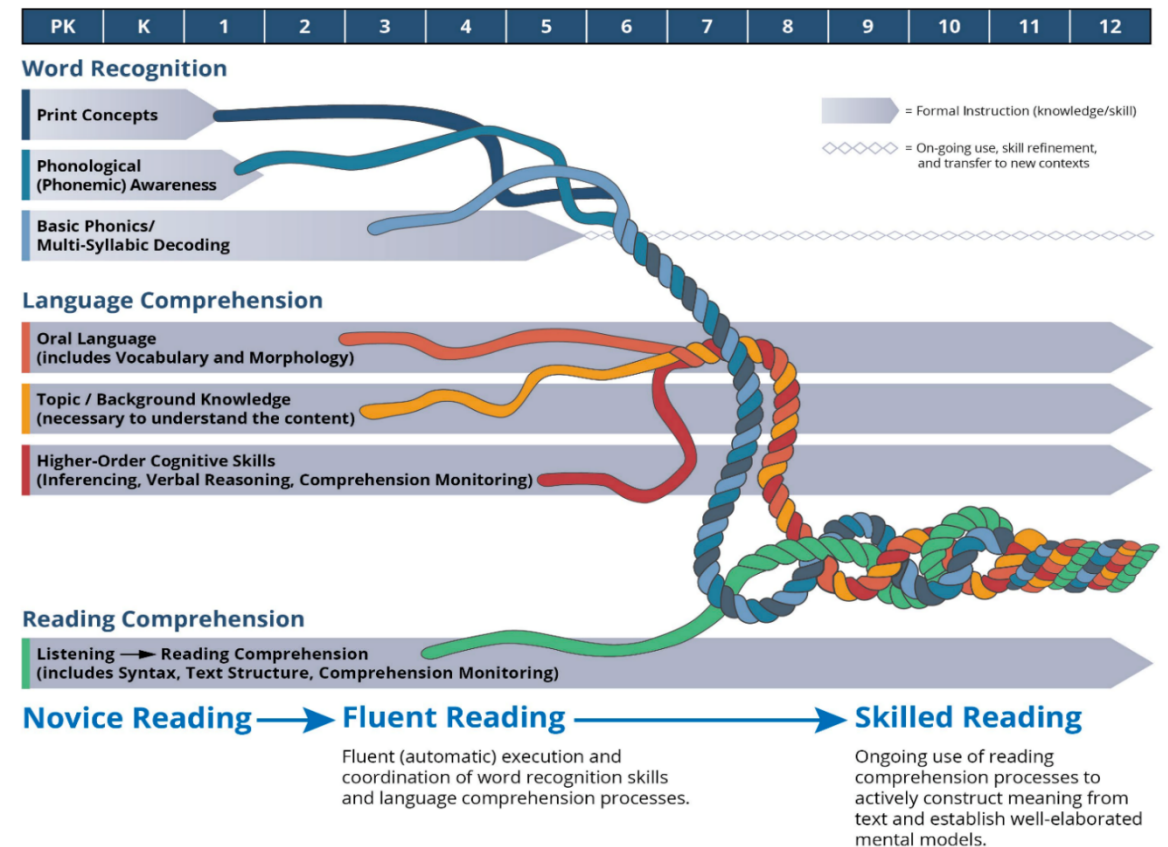 PK K 1 2 3 4 5 6 7 8 9 10 11 12
Word Recognition
Print Concepts
Phonological
(Phonemic) Awareness
Basic Phonics/
Multi-Syllabic Decoding
= Formal Instruction (knowledge/skill)
= On-going use, skill refinement,
and transfer to new contexts
Language Comprehension
Oral Language
(includes Vocabulary and Morphology)
Topic / Background Knowledge
(necessary to understand the content)
Higher-Order Cognitive Skills
(Inferencing, Verbal Reasoning, Comprehension Monitoring)
Reading Comprehension
Listening Reading Comprehension
(includes Syntax, Text Structure, Comprehension Monitoring)
Novice Reading
Fluent Reading
Fluent (automatic) execution and
coordination of word recognition skills
and language comprehension processes.
Skilled Reading
Ongoing use of reading
comprehension processes to
actively construct meaning from
text and establish well-elaborated
mental models.